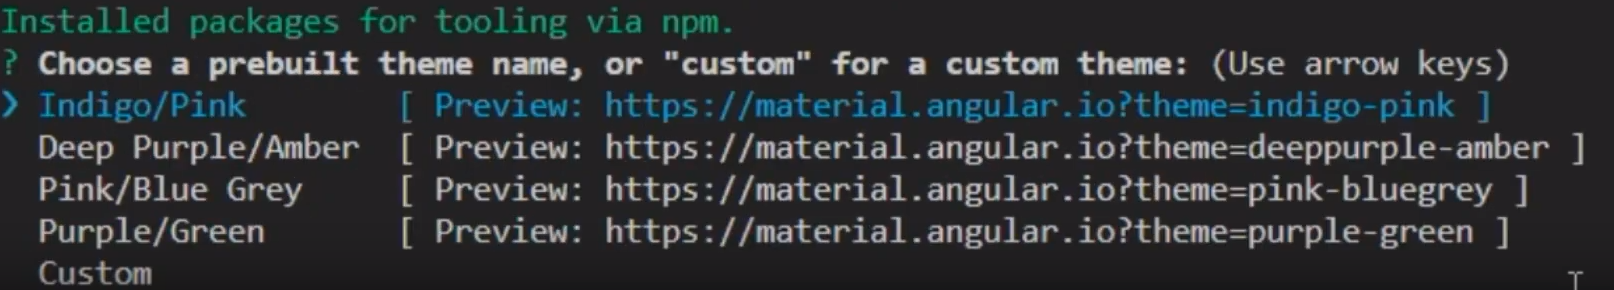 Installed packages for tooling via npm.
? Choose a prebuilt theme name, or "custom" for a custom theme: (Use arrow keys)
❯ Indigo/Pink [ Preview: https://material.angular.io?theme=indigo-pink ]
Deep Purple/Amber [ Preview: https://material.angular.io?theme=deeppurple-amber ]
Pink/Blue Grey [ Preview: https://material.angular.io?theme=pink-bluegrey ]
Purple/Green [ Preview: https://material.angular.io?theme=purple-green ]
Custom